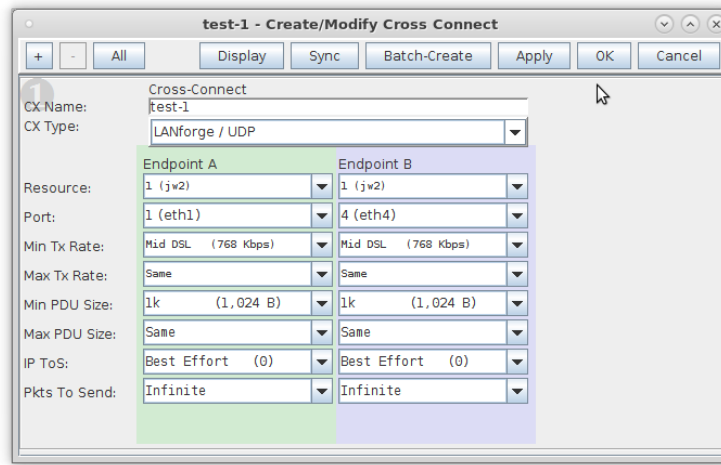 test-1 - Create/Modify Cross Connect
+ - All Display Sync Batch-Create Apply OK Cancel
1
Cross-Connect
CX Name: test-1
CX Type: LANforge / UDP
Endpoint A Endpoint B
Resource: 1 (jw2) 1 (jw2)
Port: 1 (eth1) 4 (eth4)
Min Tx Rate: Mid DSL (768 Kbps) Mid DSL (768 Kbps)
Max Tx Rate: Same Same
Min PDU Size: 1k (1,024 B) 1k (1,024 B)
Max PDU Size: Same Same
IP ToS: Best Effort (0) Best Effort (0)
Pkts To Send: Infinite Infinite